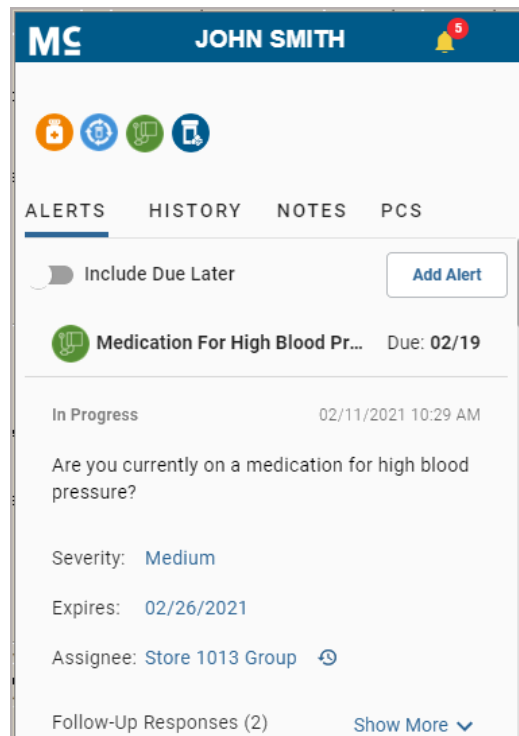 Mc JOHN SMITH 5
ALERTS HISTORY NOTES PCS
Include Due Later Add Alert
Medication For High Blood Pr... Due: 02/19
In Progress 02/11/2021 10:29 AM
Are you currently on a medication for high blood
pressure?
Severity: Medium
Expires: 02/26/2021
Assignee: Store 1013 Group
Follow-Up Responses (2) Show More